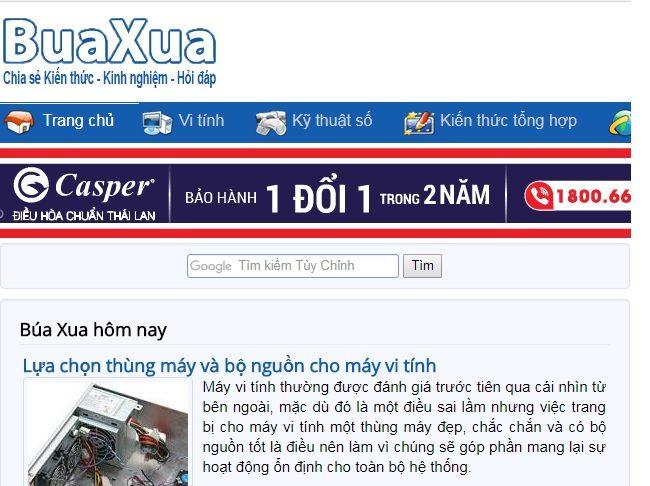 BuaXua
Chia sẻ Kiến thức - Kinh nghiệm - Hỏi đáp
Trang chủ Vi tính Kỹ thuật số Kiến thức tổng hợp
Casper® BẢO HÀNH 1 ĐỔI 1 TRONG 2 NĂM 1800.66
ĐIỀU HÒA CHUẨN THÁI LAN
Google Tìm kiếm Tùy Chỉnh Tìm
Búa Xua hôm nay
Lựa chọn thùng máy và bộ nguồn cho máy vi tính
Máy vi tính thường được đánh giá trước tiên qua cái nhìn từ
bên ngoài, mặc dù đó là một điều sai lầm nhưng việc trang
bị cho máy vi tính một thùng máy đẹp, chắc chắn và có bộ
nguồn tốt là điều nên làm vì chúng sẽ góp phần mang lại sự
hoạt động ổn định cho toàn bộ hệ thống.